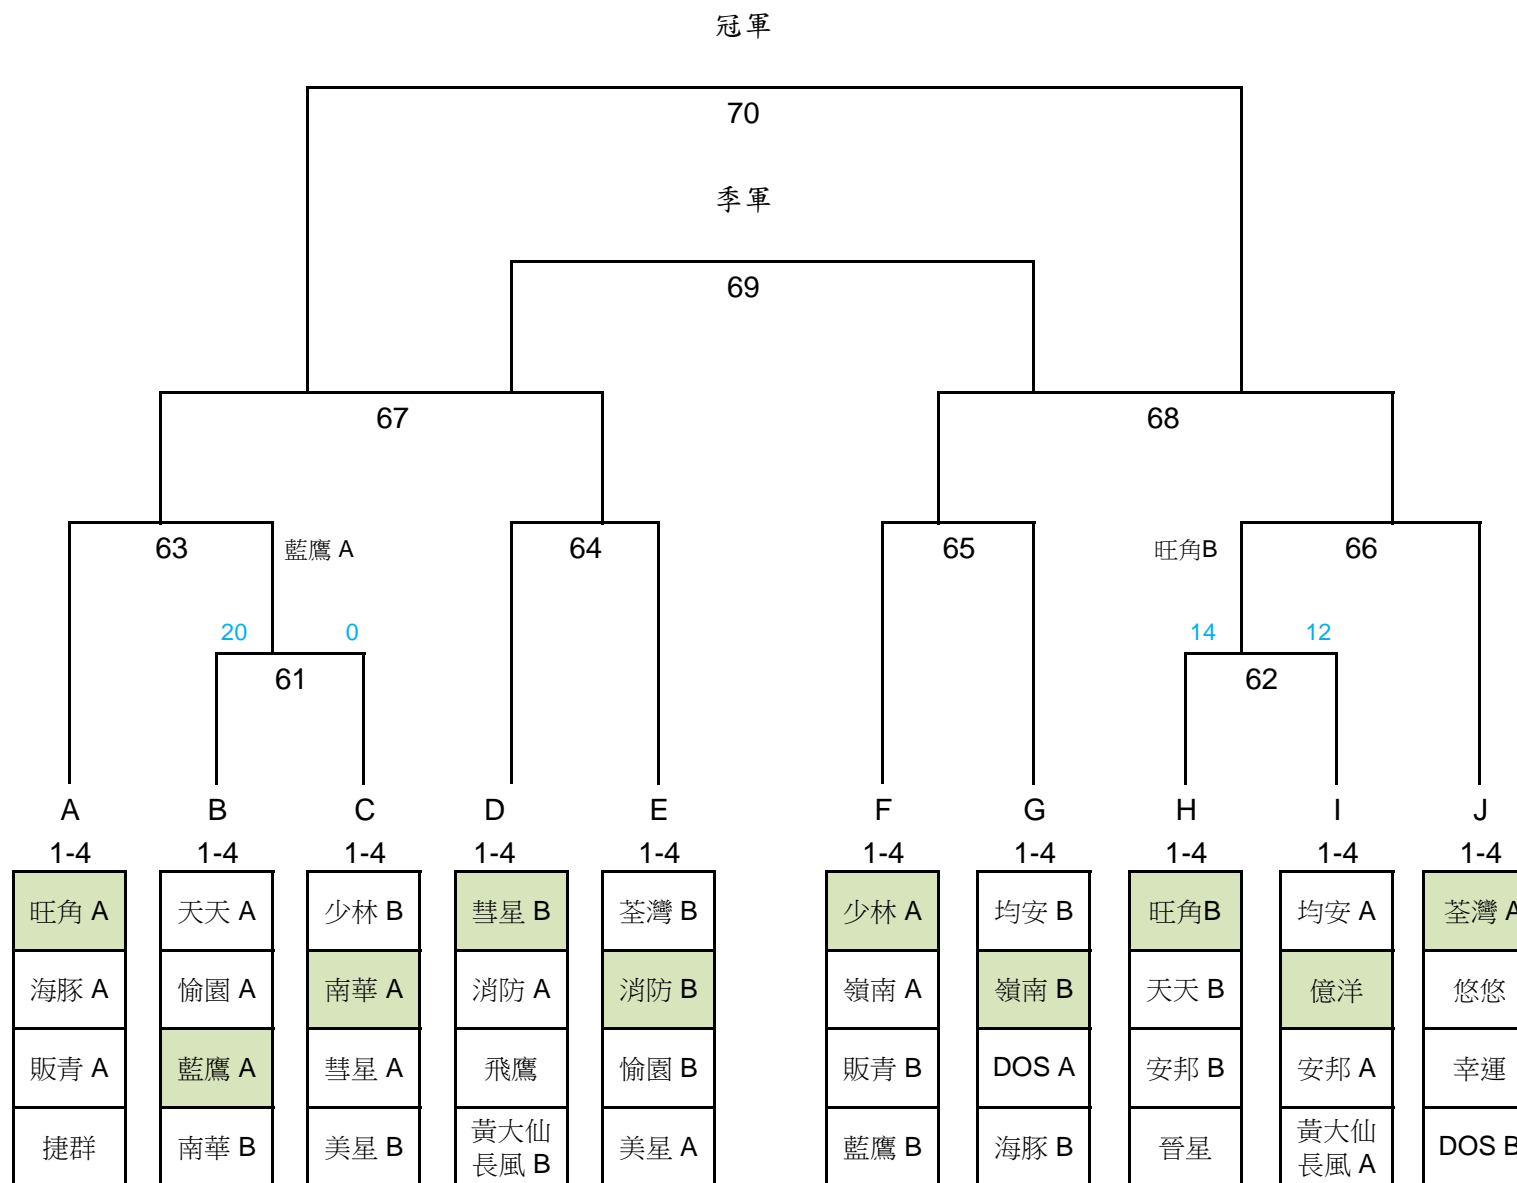 冠軍
70
季軍
69
67 68
63 藍鷹 A 64 65 旺角B 66
20 0 14 12
61 62
A B C D E F G H I J
1-4 1-4 1-4 1-4 1-4 1-4 1-4 1-4 1-4 1-4
旺角 A 天天 A 少林 B 彗星 B 荃灣 B 少林 A 均安 B 旺角B 均安 A 荃灣 A
海豚 A 愉園 A 南華 A 消防 A 消防 B 嶺南 A 嶺南 B 天天 B 億洋 悠悠
販青 A 藍鷹 A 彗星 A 飛鷹 愉園 B 販青 B DOS A 安邦 B 安邦 A 幸運
捷群 南華 B 美星 B 黃大仙 美星 A 藍鷹 B 海豚 B 晉星 黃大仙 DOS B
長風 B 長風 A